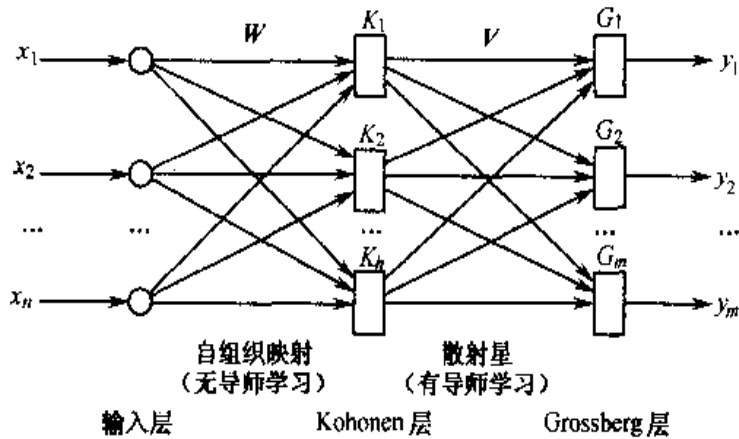 W K₁ V G₁
x₁ y₁
K₂ G₂
x₂ y₂
... ... ... ... ...
Kₕ Gₘ
xₙ yₘ
自组织映射 散射星
(无导师学习) (有导师学习)
输入层 Kohonen 层 Grossberg 层